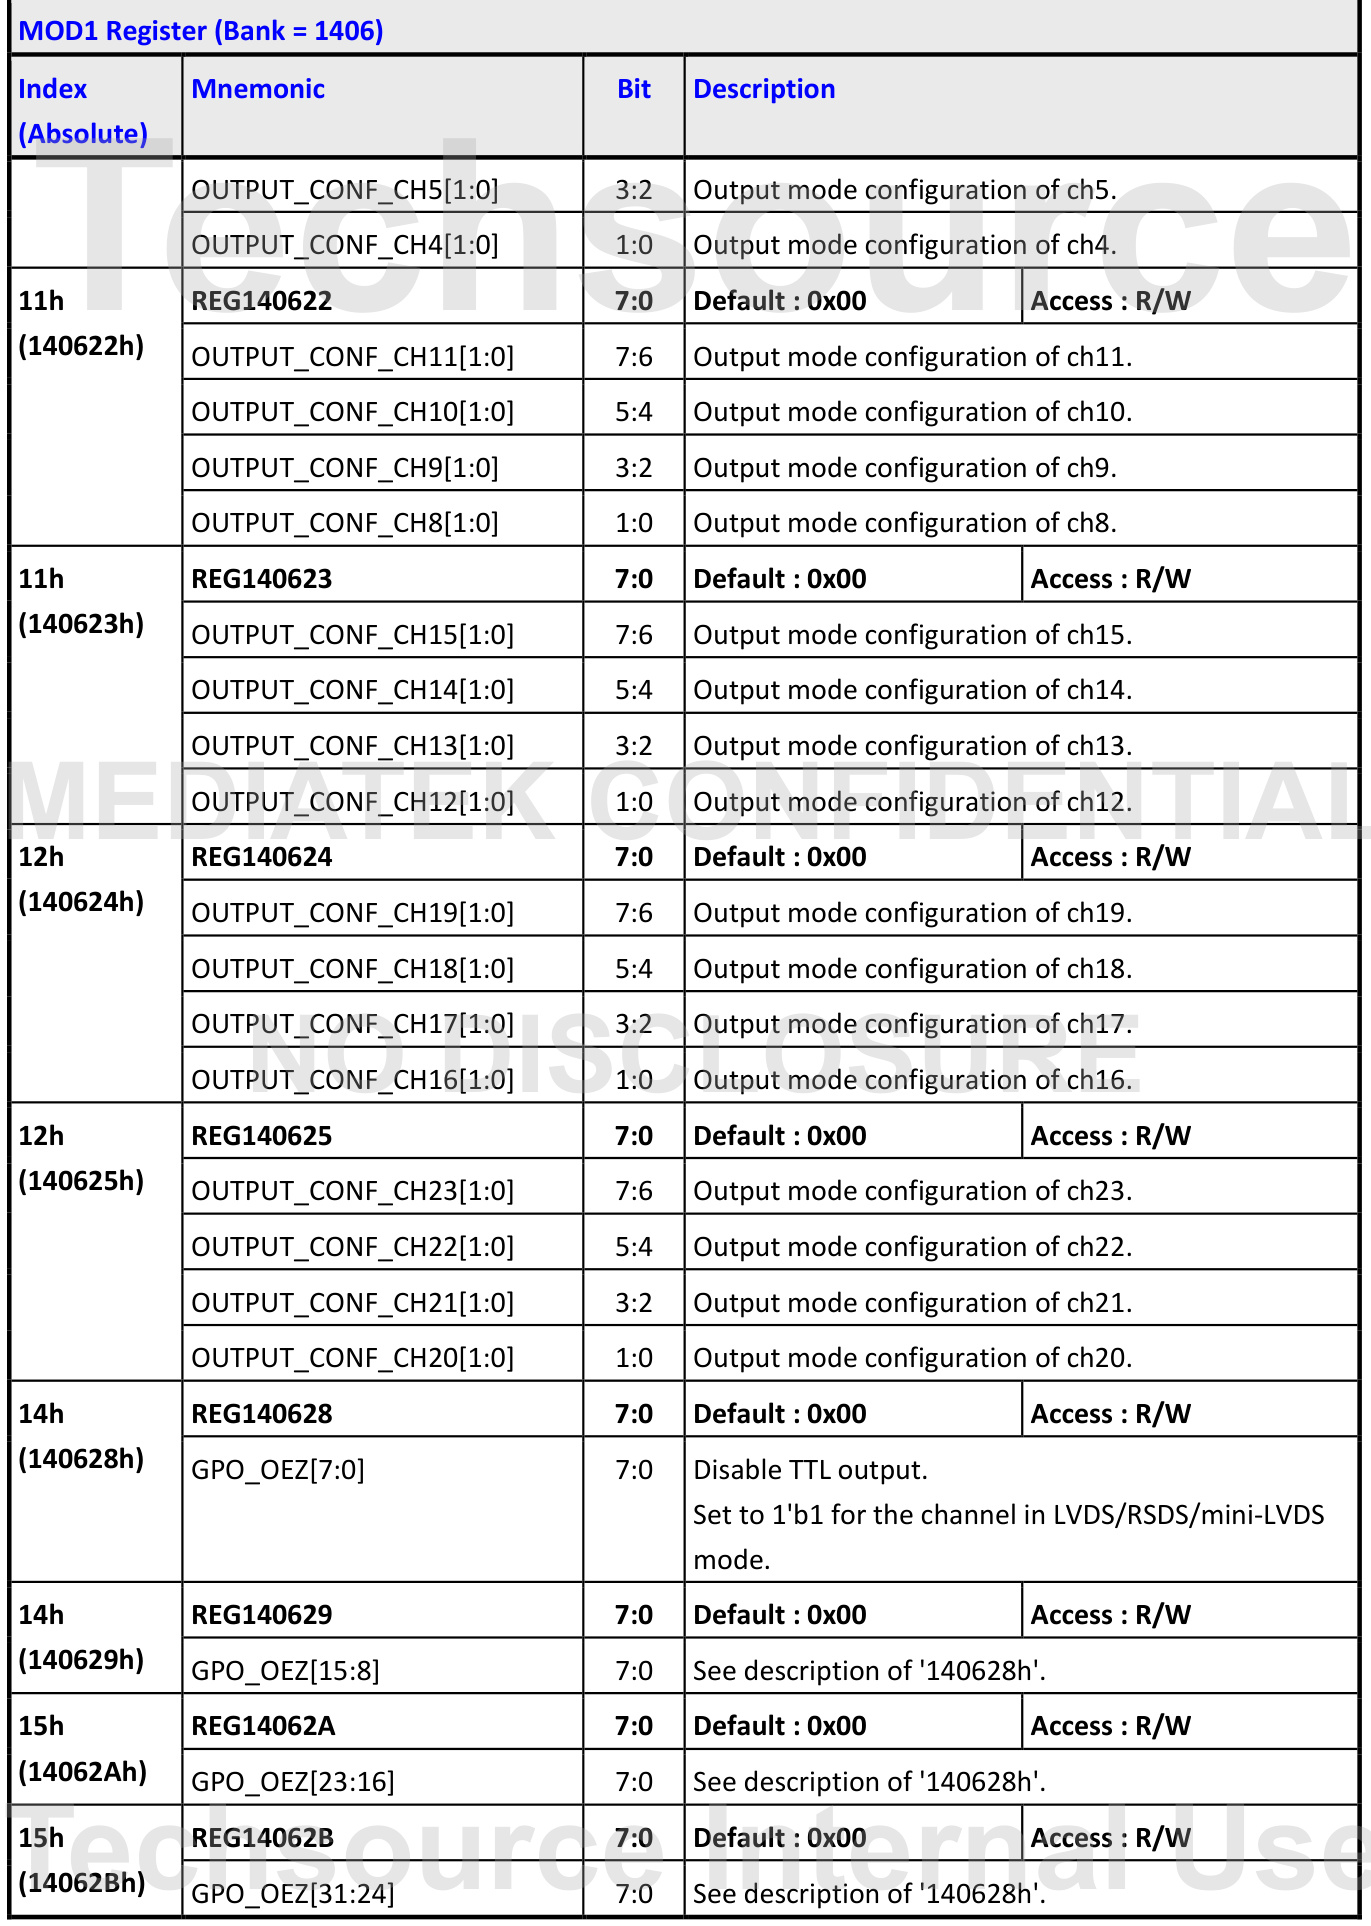 MOD1 Register (Bank = 1406)
Index (Absolute) Mnemonic Bit Description
OUTPUT_CONF_CH5[1:0] 3:2 Output mode configuration of ch5.
OUTPUT_CONF_CH4[1:0] 1:0 Output mode configuration of ch4.
Techsource
11h (140622h) REG140622 7:0 Default : 0x00 Access : R/W
OUTPUT_CONF_CH11[1:0] 7:6 Output mode configuration of ch11.
OUTPUT_CONF_CH10[1:0] 5:4 Output mode configuration of ch10.
OUTPUT_CONF_CH9[1:0] 3:2 Output mode configuration of ch9.
OUTPUT_CONF_CH8[1:0] 1:0 Output mode configuration of ch8.
11h (140623h) REG140623 7:0 Default : 0x00 Access : R/W
OUTPUT_CONF_CH15[1:0] 7:6 Output mode configuration of ch15.
OUTPUT_CONF_CH14[1:0] 5:4 Output mode configuration of ch14.
OUTPUT_CONF_CH13[1:0] 3:2 Output mode configuration of ch13.
OUTPUT_CONF_CH12[1:0] 1:0 Output mode configuration of ch12.
MEDIATEK CONFIDENTIAL
12h (140624h) REG140624 7:0 Default : 0x00 Access : R/W
OUTPUT_CONF_CH19[1:0] 7:6 Output mode configuration of ch19.
OUTPUT_CONF_CH18[1:0] 5:4 Output mode configuration of ch18.
OUTPUT_CONF_CH17[1:0] 3:2 Output mode configuration of ch17.
NO DISCLOSURE
OUTPUT_CONF_CH16[1:0] 1:0 Output mode configuration of ch16.
12h (140625h) REG140625 7:0 Default : 0x00 Access : R/W
OUTPUT_CONF_CH23[1:0] 7:6 Output mode configuration of ch23.
OUTPUT_CONF_CH22[1:0] 5:4 Output mode configuration of ch22.
OUTPUT_CONF_CH21[1:0] 3:2 Output mode configuration of ch21.
OUTPUT_CONF_CH20[1:0] 1:0 Output mode configuration of ch20.
14h (140628h) REG140628 7:0 Default : 0x00 Access : R/W
GPO_OEZ[7:0] 7:0 Disable TTL output.
Set to 1'b1 for the channel in LVDS/RSDS/mini-LVDS
mode.
14h (140629h) REG140629 7:0 Default : 0x00 Access : R/W
GPO_OEZ[15:8] 7:0 See description of '140628h'.
15h (14062Ah) REG14062A 7:0 Default : 0x00 Access : R/W
GPO_OEZ[23:16] 7:0 See description of '140628h'.
15h (14062Bh) REG14062B 7:0 Default : 0x00 Access : R/W
Techsource Internal Use
GPO_OEZ[31:24] 7:0 See description of '140628h'.